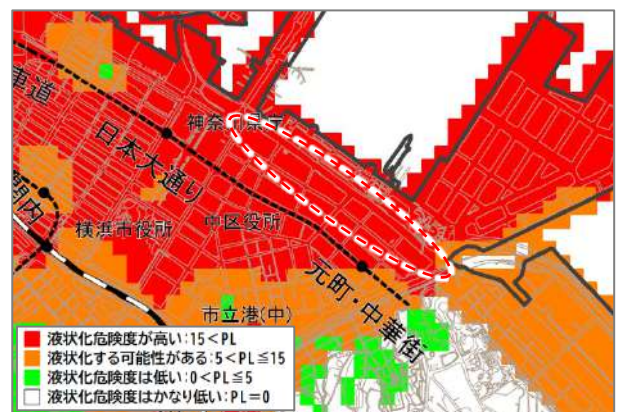 車道
神奈川県庁
日本大通り
関内
横浜市役所
中区役所
元町・中華街
市立港(中)
液状化危険度が高い:15<PL
液状化する可能性がある:5<PL≦15
液状化危険度は低い:0<PL≦5
液状化危険度はかなり低い:PL=0